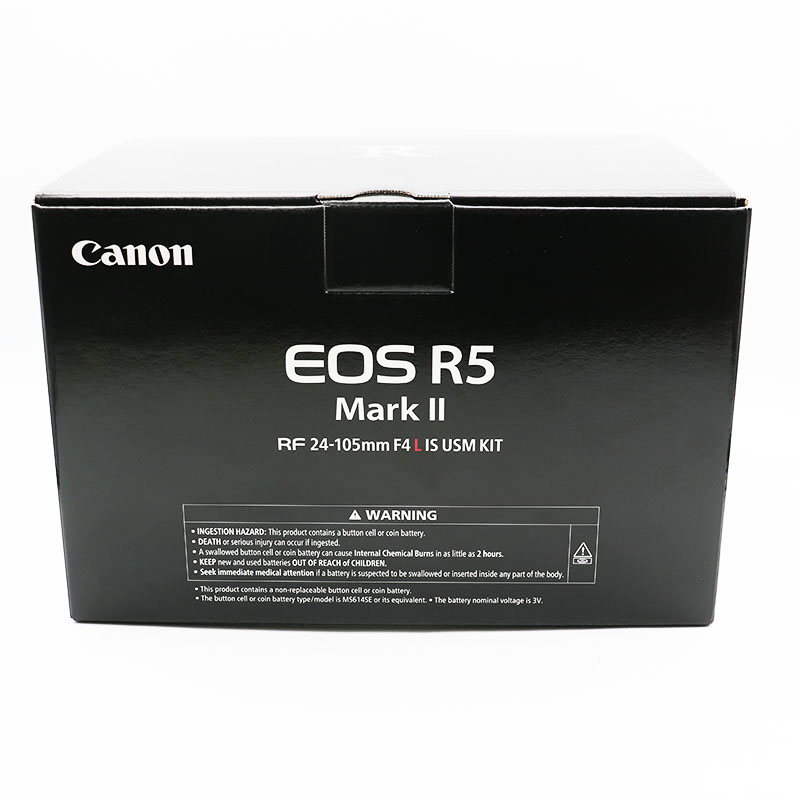 R
Canon
EOS R5
Mark II
RF 24-105mm F4 L IS USM KIT
⚠ WARNING
• INGESTION HAZARD: This product contains a button cell or coin battery.
• DEATH or serious injury can occur if ingested.
• A swallowed button cell or coin battery can cause Internal Chemical Burns in as little as 2 hours.
• KEEP new and used batteries OUT OF REACH of CHILDREN.
• Seek immediate medical attention if a battery is suspected to be swallowed or inserted inside any part of the body.
• This product contains a non-replaceable button cell or coin battery.
• The button cell or coin battery type/model is MS614SE or its equivalent. • The battery nominal voltage is 3V.